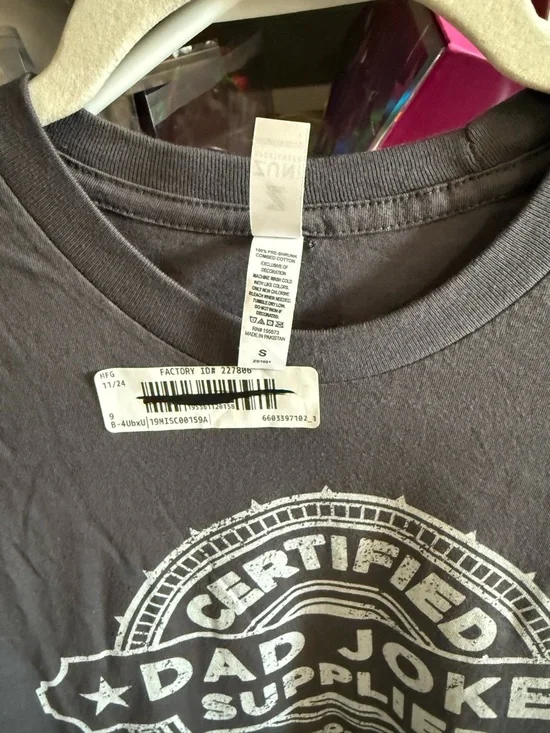 100% PRE-SHRUNK
COMBED COTTON
EXCLUSIVE OF
DECORATION
MACHINE WASH COLD
WITH LIKE COLORS.
ONLY NON CHLORINE
BLEACH WHEN NEEDED.
TUMBLE DRY LOW.
DO NOT IRON IF
DECORATED.
MADE IN PAKISTAN
S
MFG
11/24
FACTORY ID# 227806
9
B-4UbxU 19MISC00159A
6603397102_1
CERTIFIED
DAD JOKE
SUPPLIE